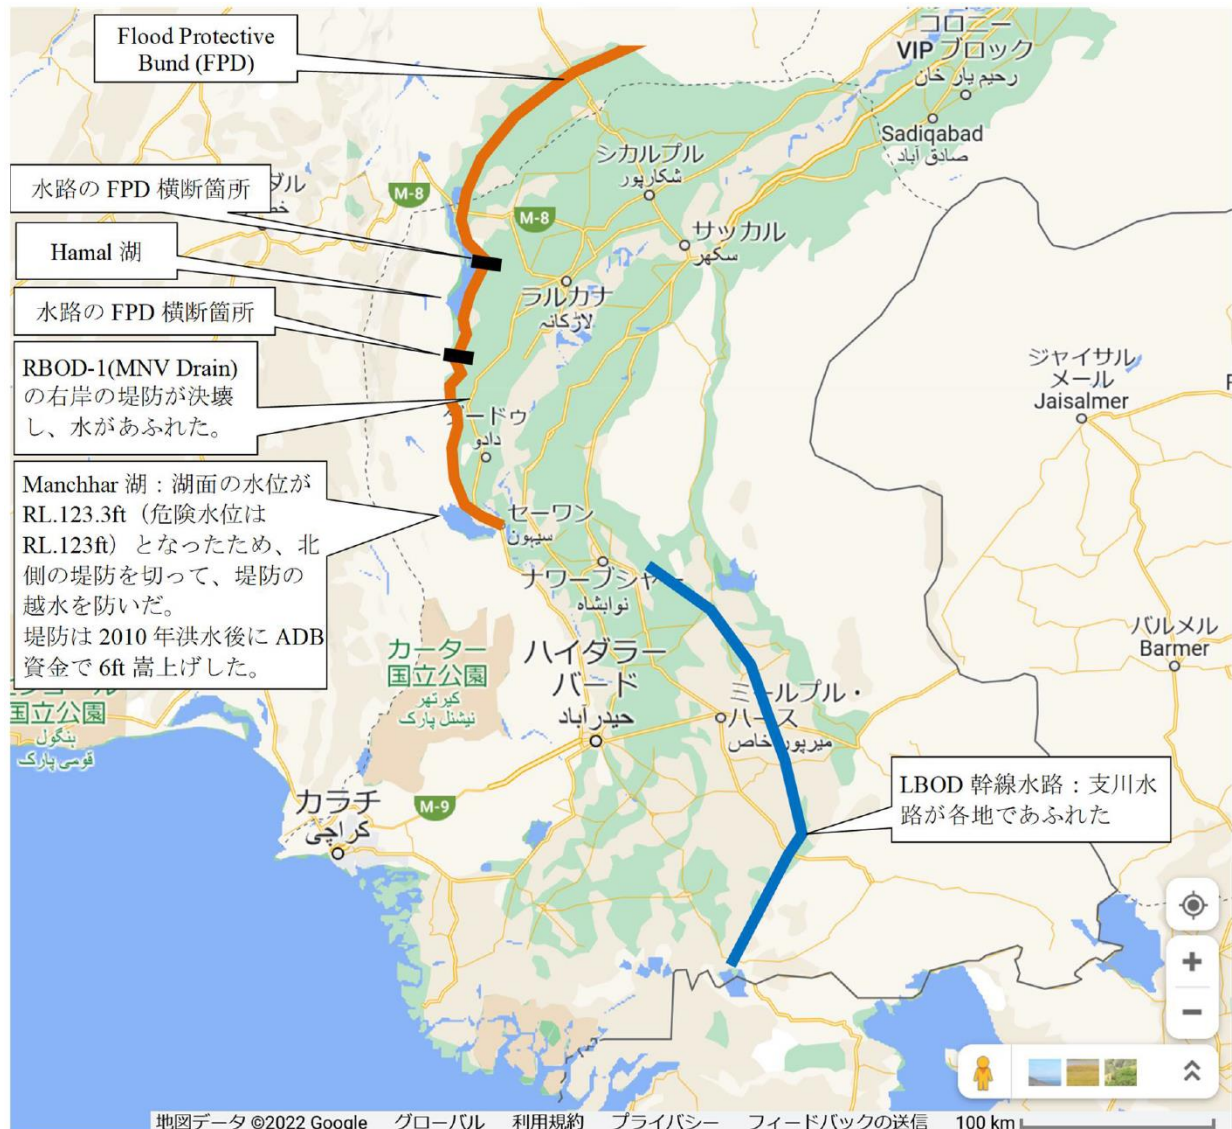 Flood Protective
Bund (FPD)
水路の FPD 横断箇所
Hamal 湖
水路の FPD 横断箇所
RBOD-1(MNV Drain)
の右岸の堤防が決壊
し、水があふれた。
Manchhar 湖：湖面の水位が
RL.123.3ft（危険水位は
RL.123ft）となったため、北
側の堤防を切って、堤防の
越水を防いだ。
堤防は 2010 年洪水後に ADB
資金で 6ft 嵩上げした。
LBOD 幹線水路：支川水
路が各地であふれた
コロニー
VIP ブロック
رحیم یار خان
Sadiqabad
صادق آباد
シカルプル
شکارپور
M-8
M-8
サッカル
سکھر
ラルカナ
لاڑکانہ
ダル
ードゥ
دادو
セーワン
سیہون
ナワーブシャー
نوابشاہ
ジャイサル
メール
Jaisalmer
バルメル
Barmer
カーター
国立公園
کیرتھر
نیشنل پارک
ハイダラー
バード
حیدرآباد
ミールプル・
ハース
میرپور خاص
国立公園
ہنگول
قومی پارک
カラチ
کراچی
M-9
+
−
地図データ ©2022 Google グローバル 利用規約 プライバシー フィードバックの送信 100 km